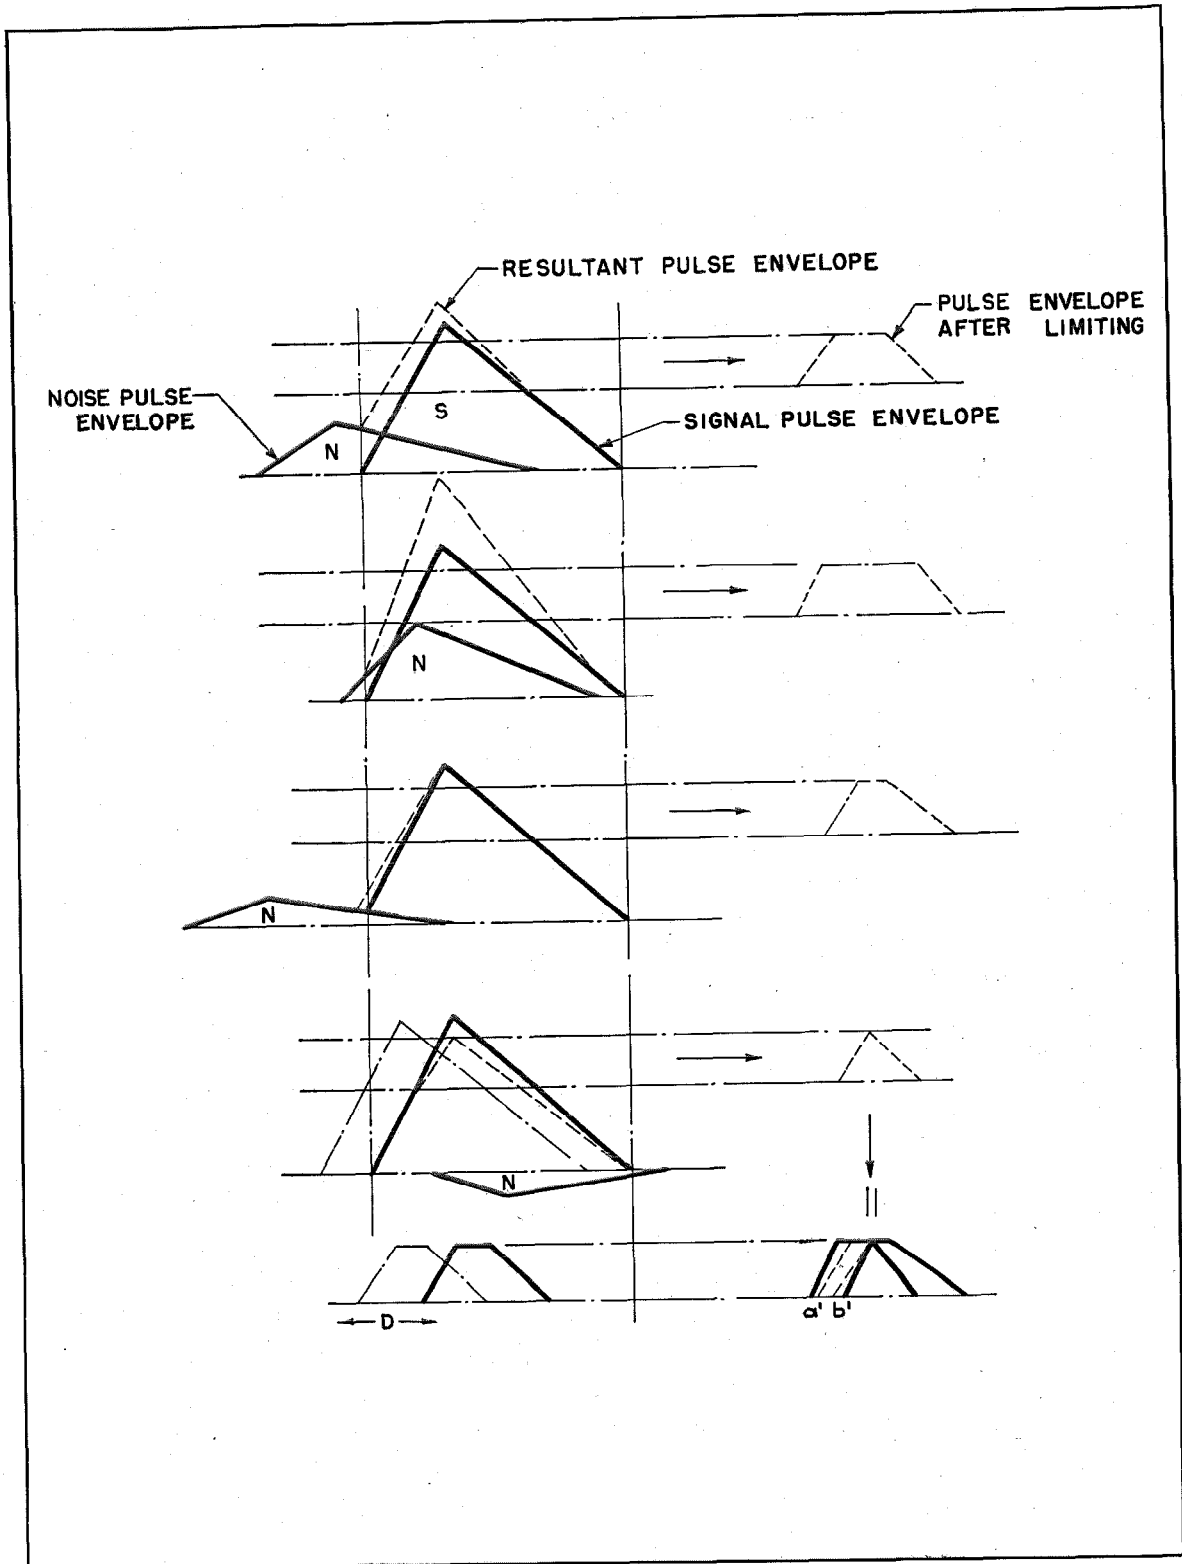 RESULTANT PULSE ENVELOPE
PULSE ENVELOPE
AFTER LIMITING
NOISE PULSE
ENVELOPE
S
SIGNAL PULSE ENVELOPE
N
N
N
N
D
a' b'